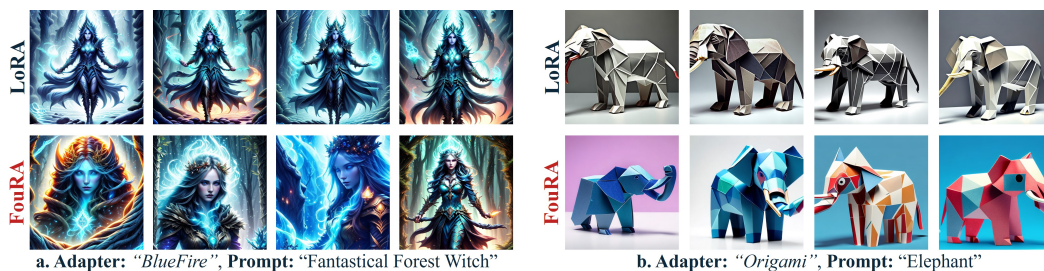 LoRA
FouRA
a. Adapter: “BlueFire”, Prompt: “Fantastical Forest Witch”
LoRA
FouRA
b. Adapter: “Origami”, Prompt: “Elephant”